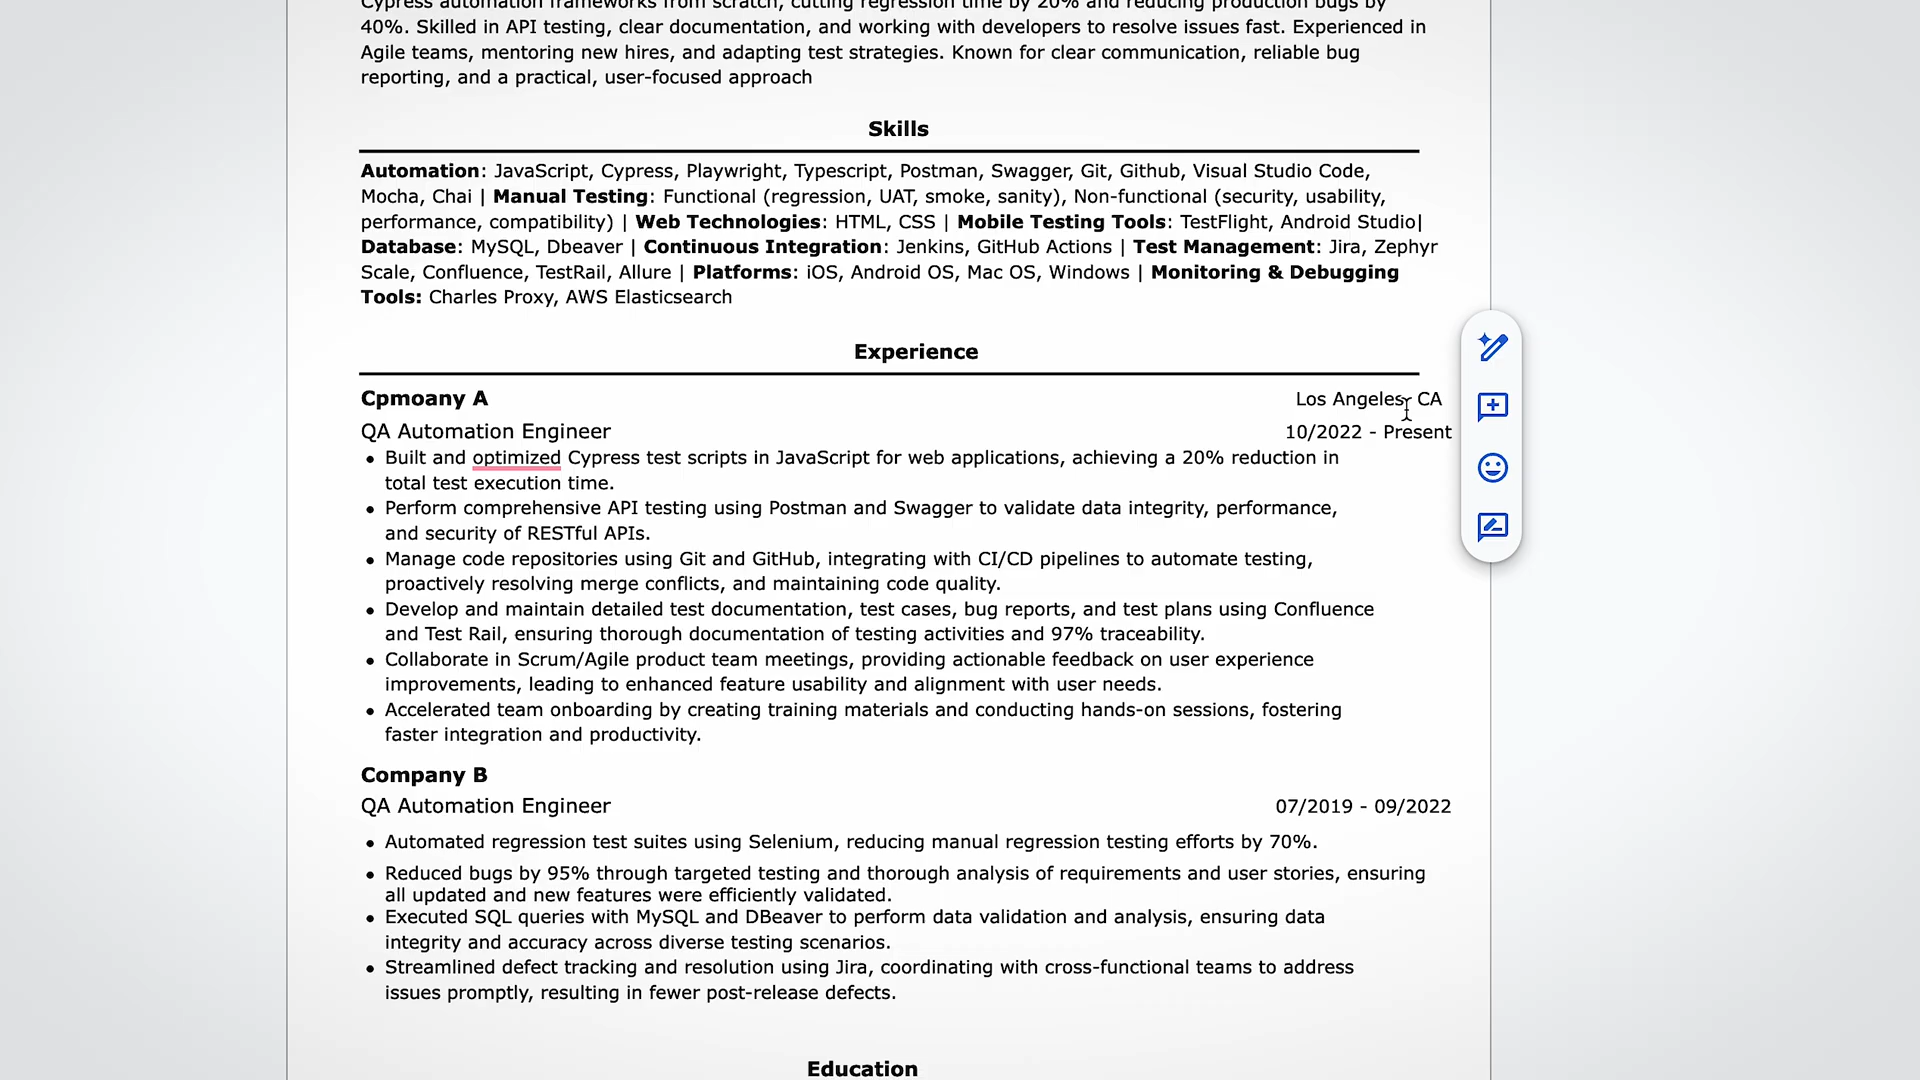 Cypress automation frameworks from scratch, cutting regression time by 20% and reducing production bugs by
40%. Skilled in API testing, clear documentation, and working with developers to resolve issues fast. Experienced in
Agile teams, mentoring new hires, and adapting test strategies. Known for clear communication, reliable bug
reporting, and a practical, user-focused approach
Skills
Automation: JavaScript, Cypress, Playwright, Typescript, Postman, Swagger, Git, Github, Visual Studio Code,
Mocha, Chai | Manual Testing: Functional (regression, UAT, smoke, sanity), Non-functional (security, usability,
performance, compatibility) | Web Technologies: HTML, CSS | Mobile Testing Tools: TestFlight, Android Studio|
Database: MySQL, Dbeaver | Continuous Integration: Jenkins, GitHub Actions | Test Management: Jira, Zephyr
Scale, Confluence, TestRail, Allure | Platforms: iOS, Android OS, Mac OS, Windows | Monitoring & Debugging
Tools: Charles Proxy, AWS Elasticsearch
Experience
Cpmoany A Los Angeles, CA
QA Automation Engineer 10/2022 - Present
• Built and optimized Cypress test scripts in JavaScript for web applications, achieving a 20% reduction in
total test execution time.
• Perform comprehensive API testing using Postman and Swagger to validate data integrity, performance,
and security of RESTful APIs.
• Manage code repositories using Git and GitHub, integrating with CI/CD pipelines to automate testing,
proactively resolving merge conflicts, and maintaining code quality.
• Develop and maintain detailed test documentation, test cases, bug reports, and test plans using Confluence
and Test Rail, ensuring thorough documentation of testing activities and 97% traceability.
• Collaborate in Scrum/Agile product team meetings, providing actionable feedback on user experience
improvements, leading to enhanced feature usability and alignment with user needs.
• Accelerated team onboarding by creating training materials and conducting hands-on sessions, fostering
faster integration and productivity.
Company B
QA Automation Engineer 07/2019 - 09/2022
• Automated regression test suites using Selenium, reducing manual regression testing efforts by 70%.
• Reduced bugs by 95% through targeted testing and thorough analysis of requirements and user stories, ensuring
all updated and new features were efficiently validated.
• Executed SQL queries with MySQL and DBeaver to perform data validation and analysis, ensuring data
integrity and accuracy across diverse testing scenarios.
• Streamlined defect tracking and resolution using Jira, coordinating with cross-functional teams to address
issues promptly, resulting in fewer post-release defects.
Education